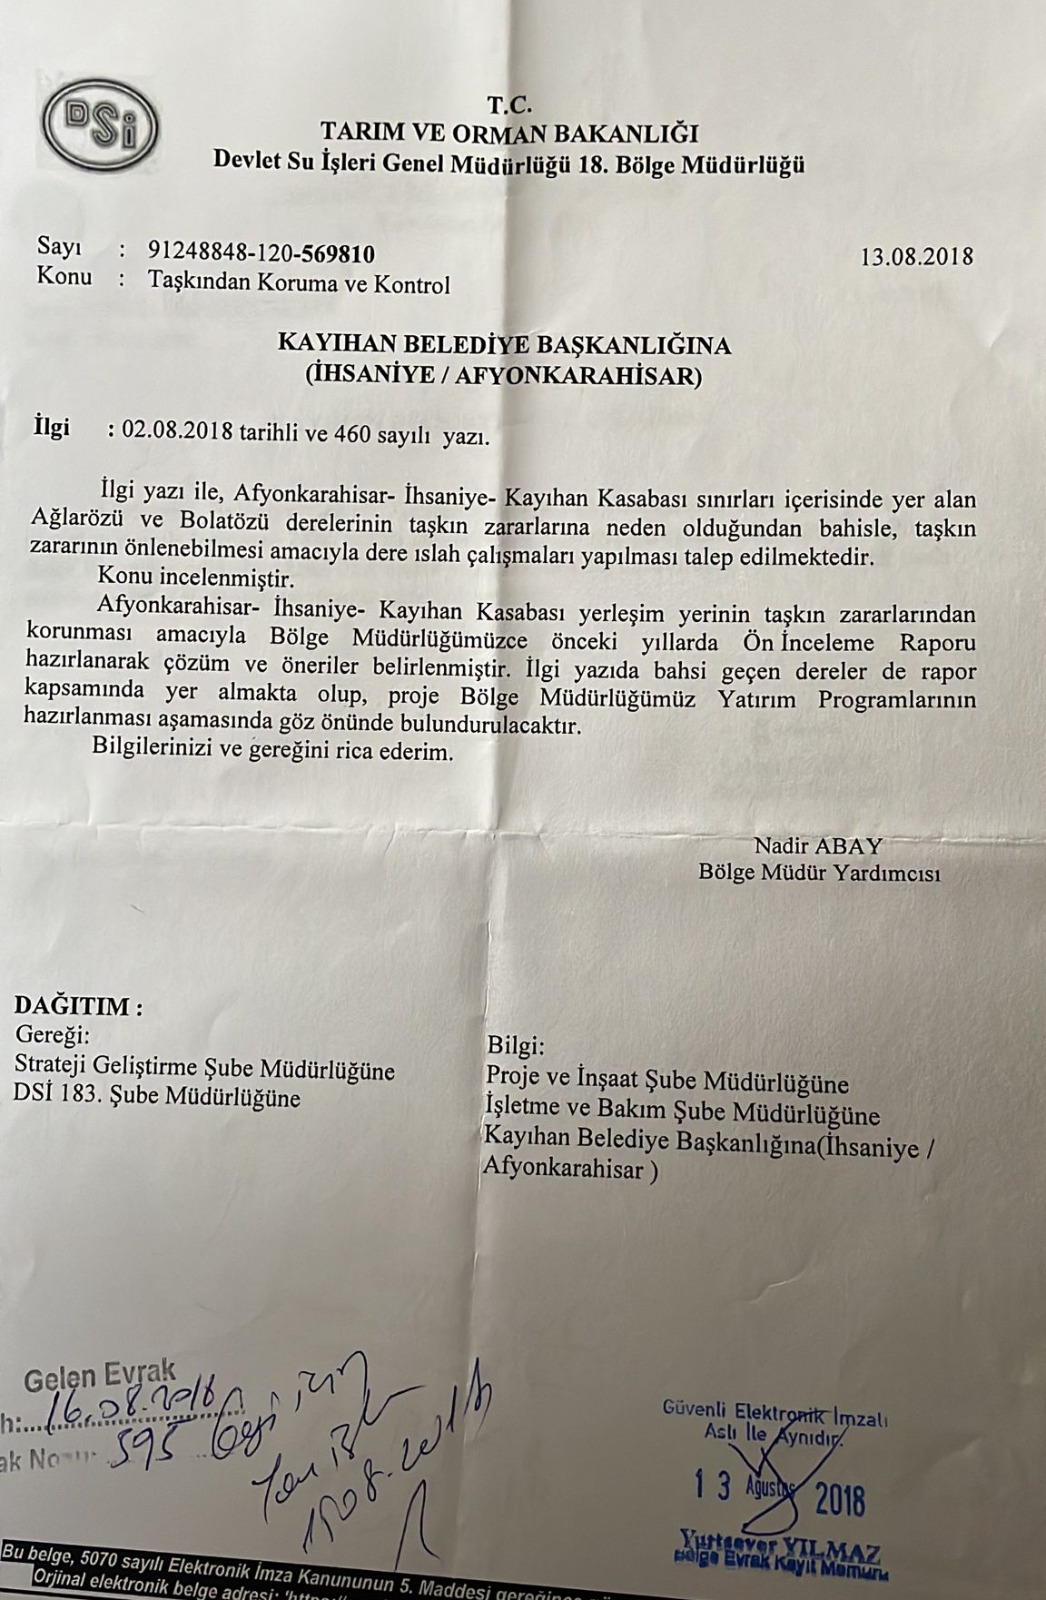 DSİ
T.C.
TARIM VE ORMAN BAKANLIĞI
Devlet Su İşleri Genel Müdürlüğü 18. Bölge Müdürlüğü
Sayı : 91248848-120-569810
13.08.2018
Konu : Taşkından Koruma ve Kontrol
KAYIHAN BELEDİYE BAŞKANLIĞINA
(İHSANİYE / AFYONKARAHİSAR)
İlgi : 02.08.2018 tarihli ve 460 sayılı yazı.
İlgi yazı ile, Afyonkarahisar- İhsaniye- Kayıhan Kasabası sınırları içerisinde yer alan
Ağlarözü ve Bolatözü derelerinin taşkın zararlarına neden olduğundan bahisle, taşkın
zararının önlenebilmesi amacıyla dere ıslah çalışmaları yapılması talep edilmektedir.
Konu incelenmiştir.
Afyonkarahisar- İhsaniye- Kayıhan Kasabası yerleşim yerinin taşkın zararlarından
korunması amacıyla Bölge Müdürlüğümüzce önceki yıllarda Ön İnceleme Raporu
hazırlanarak çözüm ve öneriler belirlenmiştir. İlgi yazıda bahsi geçen dereler de rapor
kapsamında yer almakta olup, proje Bölge Müdürlüğümüz Yatırım Programlarının
hazırlanması aşamasında göz önünde bulundurulacaktır.
Bilgilerinizi ve gereğini rica ederim.
Nadir ABAY
Bölge Müdür Yardımcısı
DAĞITIM :
Gereği:
Strateji Geliştirme Şube Müdürlüğüne
DSİ 183. Şube Müdürlüğüne
Bilgi:
Proje ve İnşaat Şube Müdürlüğüne
İşletme ve Bakım Şube Müdürlüğüne
Kayıhan Belediye Başkanlığına(İhsaniye /
Afyonkarahisar )
Gelen Evrak
h:....16.08.2018
ak No 595
Güvenli Elektronik İmzalı
Aslı İle Aynıdır.
13 Ağustos 2018
Yurtsever YILMAZ
Belge Evrak Kayıt Memuru
Bu belge, 5070 sayılı Elektronik İmza Kanununun 5. Maddesi
Orjinal elektronik belge adresi: